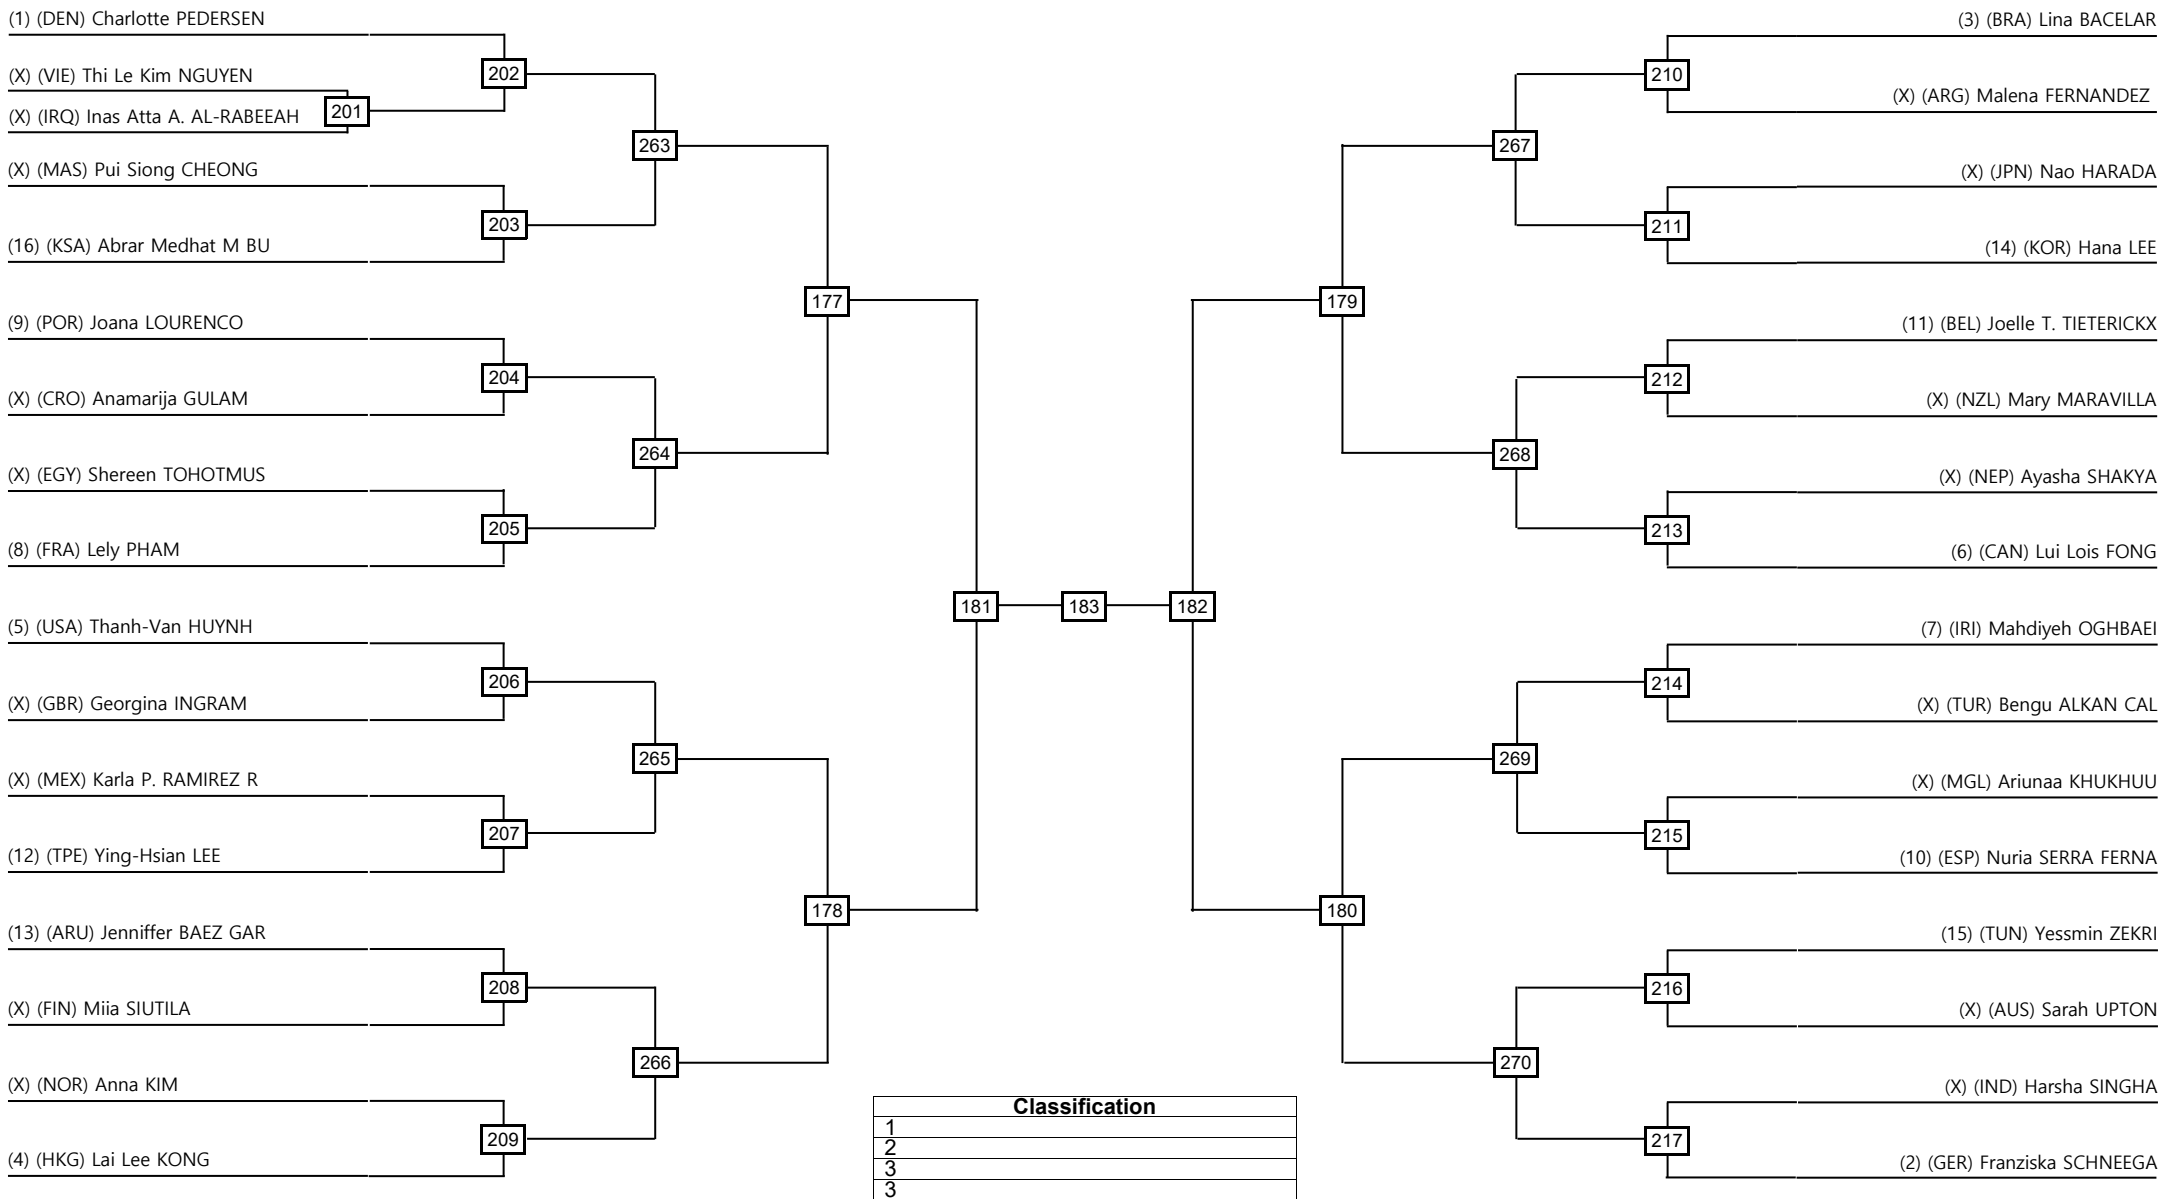 (1) (DEN) Charlotte PEDERSEN
(X) (VIE) Thi Le Kim NGUYEN
(X) (IRQ) Inas Atta A. AL-RABEEAH
(X) (MAS) Pui Siong CHEONG
(16) (KSA) Abrar Medhat M BU
(9) (POR) Joana LOURENCO
(X) (CRO) Anamarija GULAM
(X) (EGY) Shereen TOHOTMUS
(8) (FRA) Lely PHAM
(5) (USA) Thanh-Van HUYNH
(X) (GBR) Georgina INGRAM
(X) (MEX) Karla P. RAMIREZ R
(12) (TPE) Ying-Hsian LEE
(13) (ARU) Jenniffer BAEZ GAR
(X) (FIN) Miia SIUTILA
(X) (NOR) Anna KIM
(4) (HKG) Lai Lee KONG
201
202
203
204
205
206
207
208
209
263
264
265
266
177
178
181
183
182
179
180
267
268
269
270
210
211
212
213
214
215
216
217
(3) (BRA) Lina BACELAR
(X) (ARG) Malena FERNANDEZ
(X) (JPN) Nao HARADA
(14) (KOR) Hana LEE
(11) (BEL) Joelle T. TIETERICKX
(X) (NZL) Mary MARAVILLA
(X) (NEP) Ayasha SHAKYA
(6) (CAN) Lui Lois FONG
(7) (IRI) Mahdiyeh OGHBAEI
(X) (TUR) Bengu ALKAN CAL
(X) (MGL) Ariunaa KHUKHUU
(10) (ESP) Nuria SERRA FERNA
(15) (TUN) Yessmin ZEKRI
(X) (AUS) Sarah UPTON
(X) (IND) Harsha SINGHA
(2) (GER) Franziska SCHNEEGA
Classification
1
2
3
3